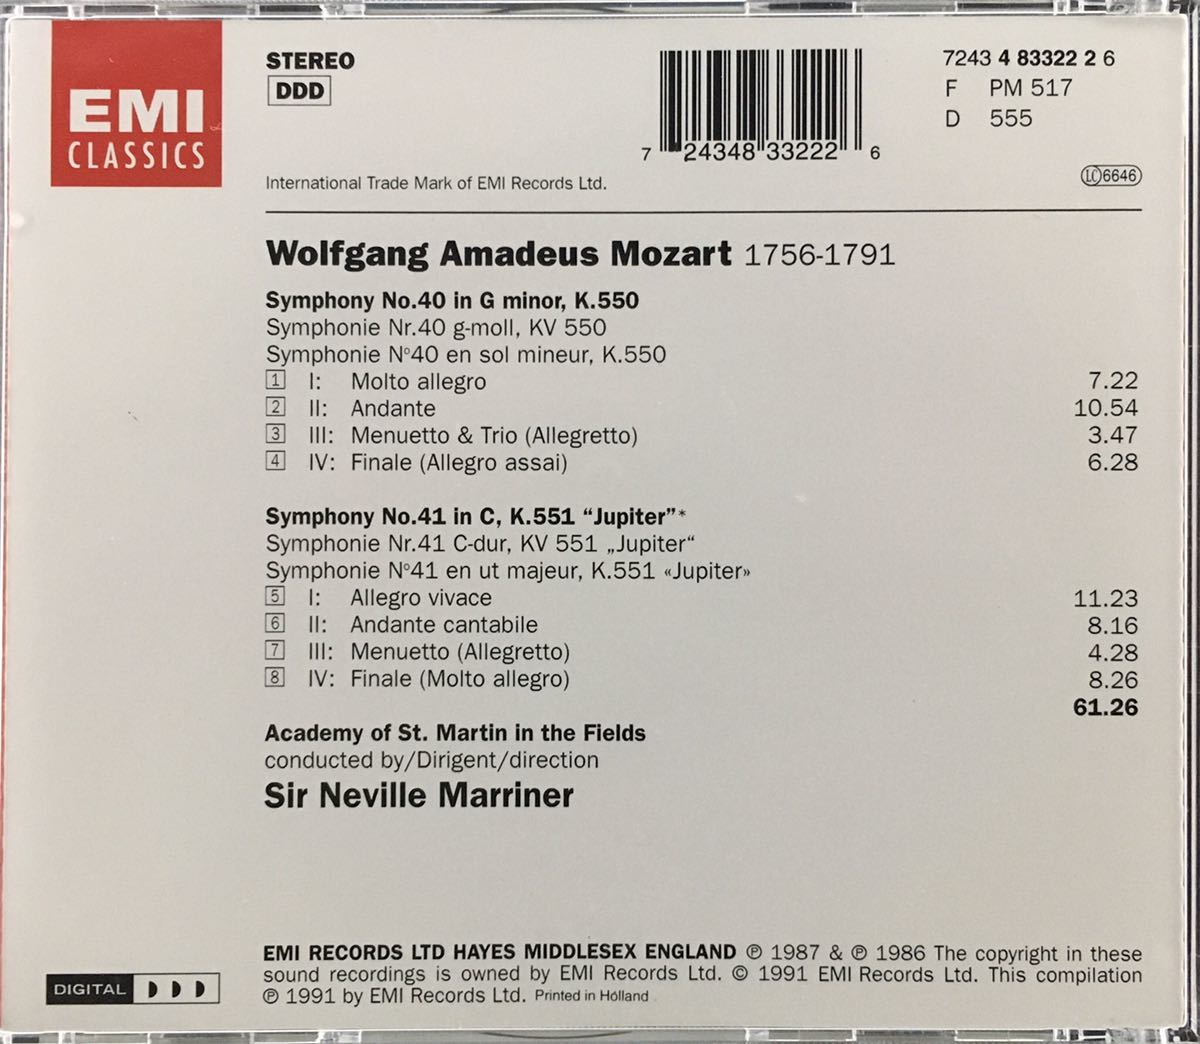 EMI
CLASSICS
STEREO
DDD
International Trade Mark of EMI Records Ltd.
7 24348 33222 6
7243 4 83322 2 6
F PM 517
D 555
LC 6646
Wolfgang Amadeus Mozart 1756-1791
Symphony No.40 in G minor, K.550
Symphonie Nr.40 g-moll, KV 550
Symphonie N°40 en sol mineur, K.550
1 I: Molto allegro 7.22
2 II: Andante 10.54
3 III: Menuetto & Trio (Allegretto) 3.47
4 IV: Finale (Allegro assai) 6.28
Symphony No.41 in C, K.551 “Jupiter”*
Symphonie Nr.41 C-dur, KV 551 „Jupiter“
Symphonie N°41 en ut majeur, K.551 «Jupiter»
5 I: Allegro vivace 11.23
6 II: Andante cantabile 8.16
7 III: Menuetto (Allegretto) 4.28
8 IV: Finale (Molto allegro) 8.26
61.26
Academy of St. Martin in the Fields
conducted by/Dirigent/direction
Sir Neville Marriner
EMI RECORDS LTD HAYES MIDDLESEX ENGLAND ℗ 1987 & ℗ 1986 The copyright in these
sound recordings is owned by EMI Records Ltd. © 1991 EMI Records Ltd. This compilation
℗ 1991 by EMI Records Ltd. Printed in Holland
DIGITAL D D D